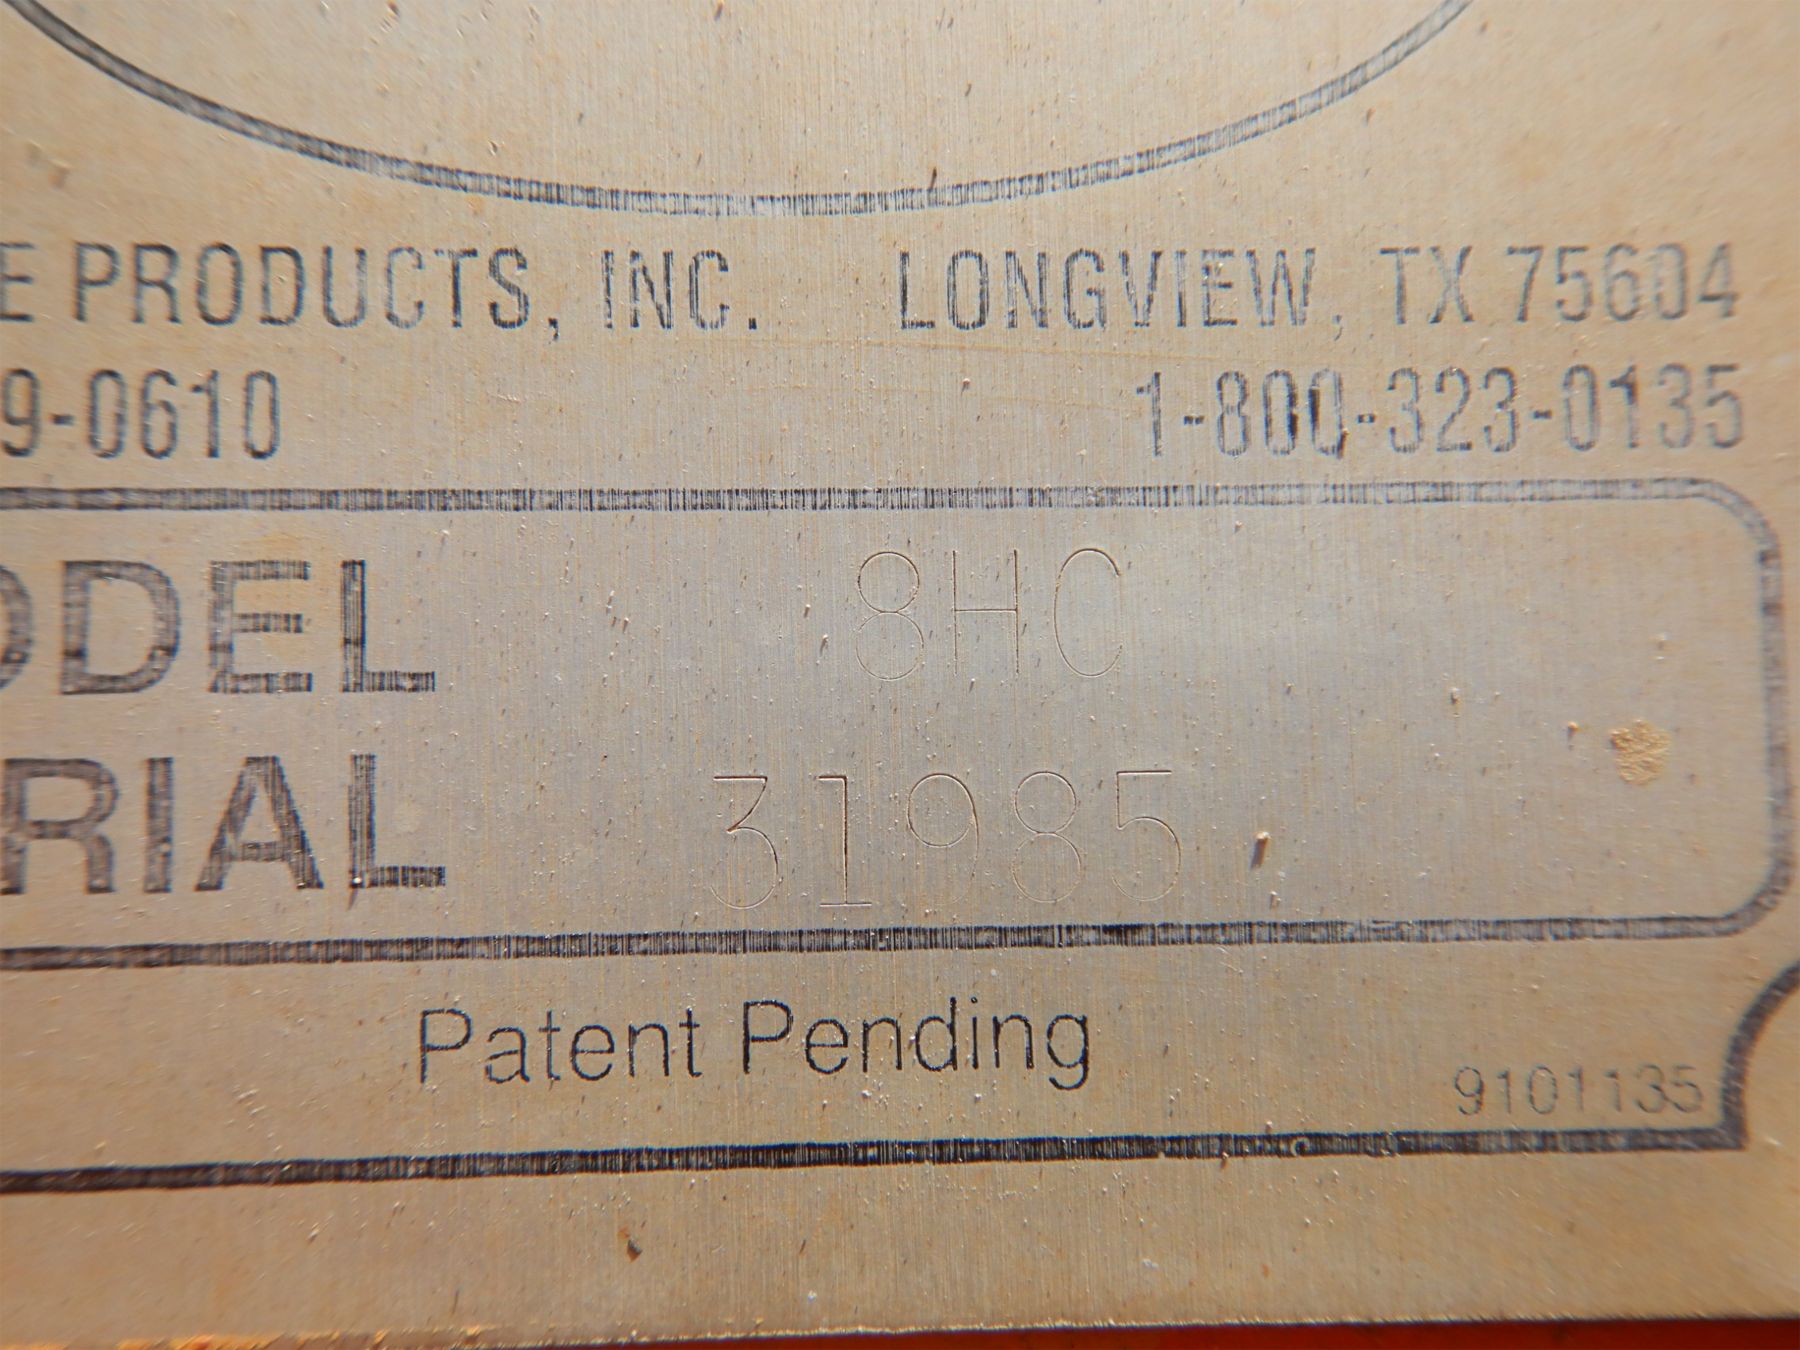 E PRODUCTS, INC. LONGVIEW, TX 75604
9-0610 1-800-323-0135
ODEL 8HC
RIAL 31985
Patent Pending
9101135